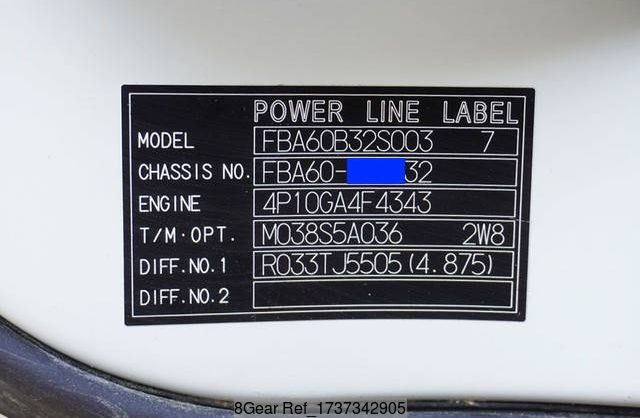 POWER LINE LABEL
MODEL FBA60B32S003 7
CHASSIS NO. FBA60-32
ENGINE 4P10GA4F4343
T/M·OPT. M038S5A036 2W8
DIFF.NO.1 R033TJ5505(4.875)
DIFF.NO.2
8Gear Ref_1737342905